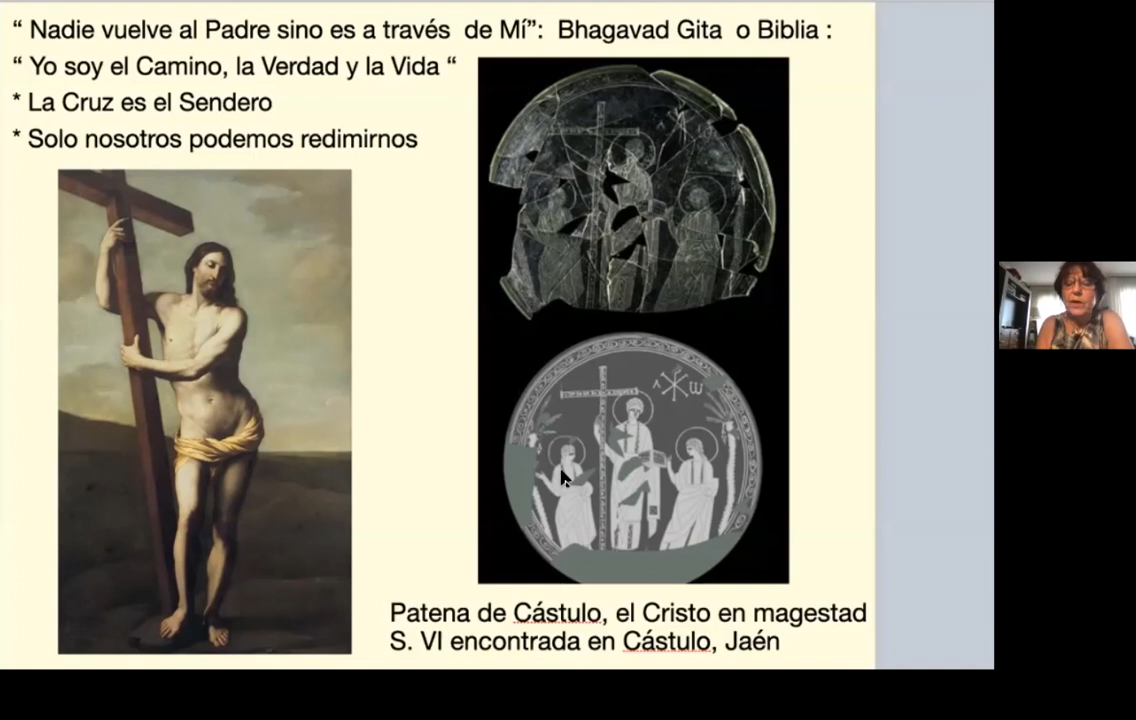 “ Nadie vuelve al Padre sino es a través  de Mí”:  Bhagavad Gita  o Biblia :
“ Yo soy el Camino, la Verdad y la Vida “
* La Cruz es el Sendero
* Solo nosotros podemos redimirnos
Α Ω
Patena de Cástulo, el Cristo en magestad
S. VI encontrada en Cástulo, Jaén